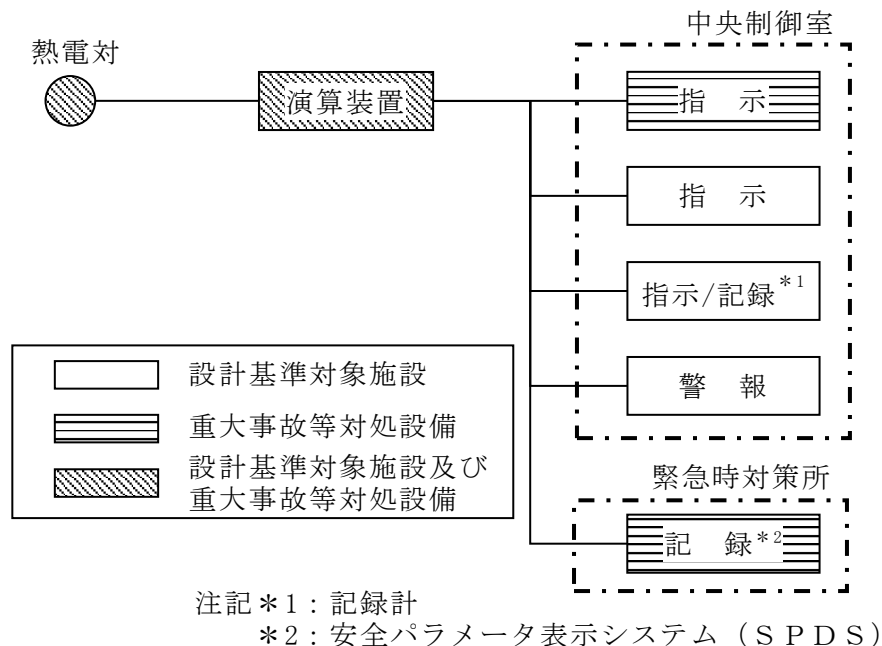 中央制御室
熱電対
演算装置
指　示
指　示
指示/記録*1
警　報
設計基準対象施設
重大事故等対処設備
設計基準対象施設及び
重大事故等対処設備
緊急時対策所
記　録*2
注記＊1：記録計
＊2：安全パラメータ表示システム（ＳＰＤＳ）